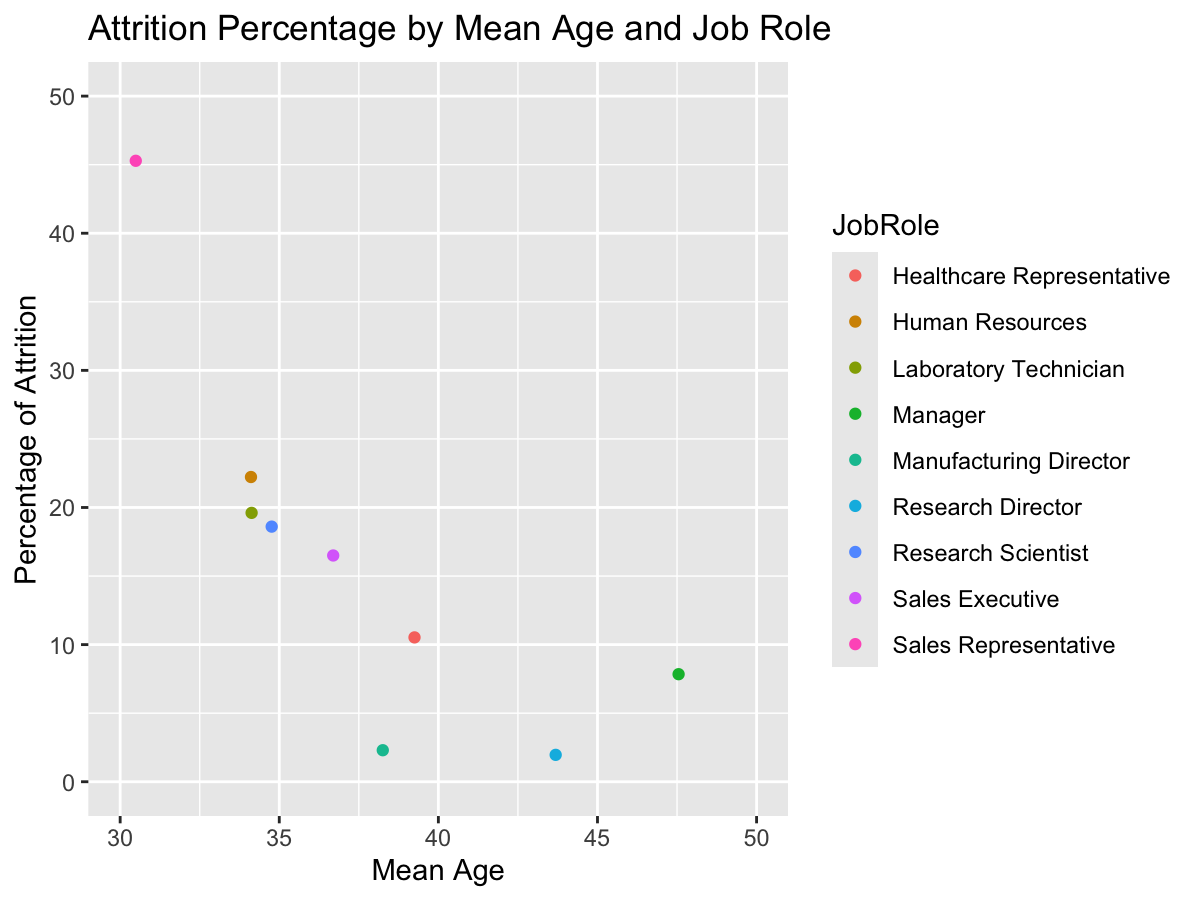 Attrition Percentage by Mean Age and Job Role
50
40
30
20
10
0
Percentage of Attrition
30 35 40 45 50
Mean Age
JobRole
Healthcare Representative
Human Resources
Laboratory Technician
Manager
Manufacturing Director
Research Director
Research Scientist
Sales Executive
Sales Representative